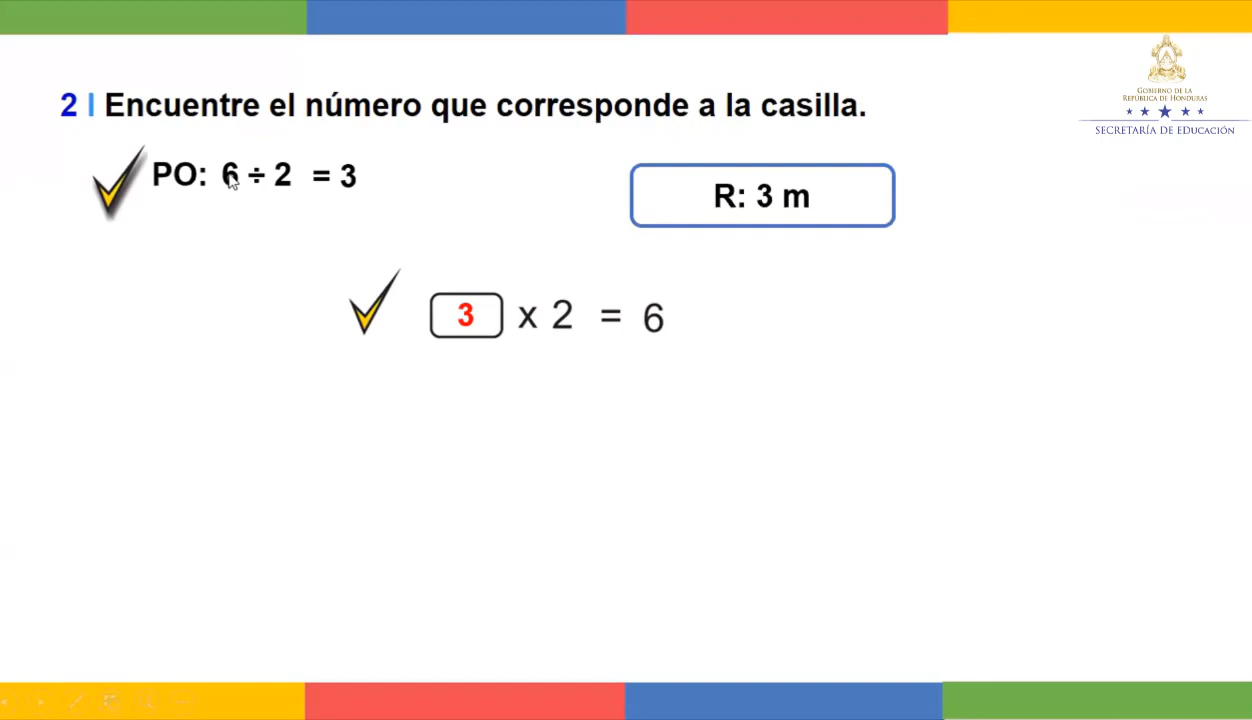 2 | Encuentre el número que corresponde a la casilla.
GOBIERNO DE LA
REPÚBLICA DE HONDURAS
SECRETARÍA DE EDUCACIÓN
PO: 6 ÷ 2 = 3
R: 3 m
3 x 2 = 6